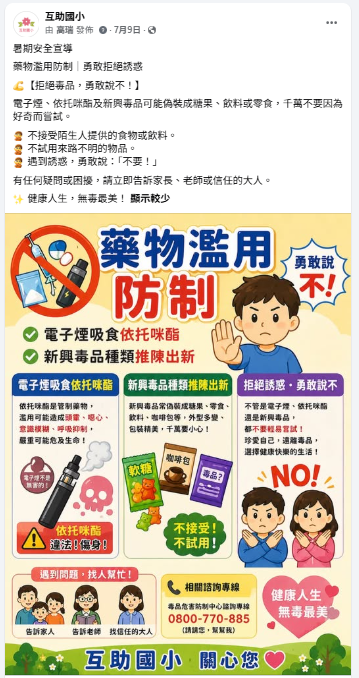 互助國小
由 高瑞 發佈 · 7月9日 ·
暑期安全宣導
藥物濫用防制｜勇敢拒絕誘惑
【拒絕毒品，勇敢說不！】
電子煙、依托咪酯及新興毒品可能偽裝成糖果、飲料或零食，千萬不要因為
好奇而嘗試。
不接受陌生人提供的食物或飲料。
不試用來路不明的物品。
遇到誘惑，勇敢說：「不要！」
有任何疑問或困擾，請立即告訴家長、老師或信任的大人。
健康人生，無毒最美！ 顯示較少
藥物濫用
防制
勇敢說
不!
電子煙吸食依托咪酯
新興毒品種類推陳出新
電子煙吸食依托咪酯
依托咪酯是管制藥物，
濫用可能造成頭暈、噁心、
意識模糊、呼吸抑制，
嚴重可能危及生命！
電子煙不是
無害的！
依托咪酯
違法！傷身！
新興毒品種類推陳出新
新興毒品常偽裝成糖果、零食、
飲料、咖啡包等，外型多變、
包裝精美，千萬要小心！
軟糖
咖啡包
毒品？
不接受！
不試用！
拒絕誘惑・勇敢說不
不管是電子煙、依托咪酯
還是新興毒品，
都不要輕易嘗試！
珍愛自己，遠離毒品，
選擇健康快樂的生活！
NO!
遇到問題，找人幫忙！
告訴家人
告訴老師
找信任的大人
相關諮詢專線
毒品危害防制中心諮詢專線
0800-770-885
(請請您，幫幫我)
健康人生
無毒最美
互助國小 關心您